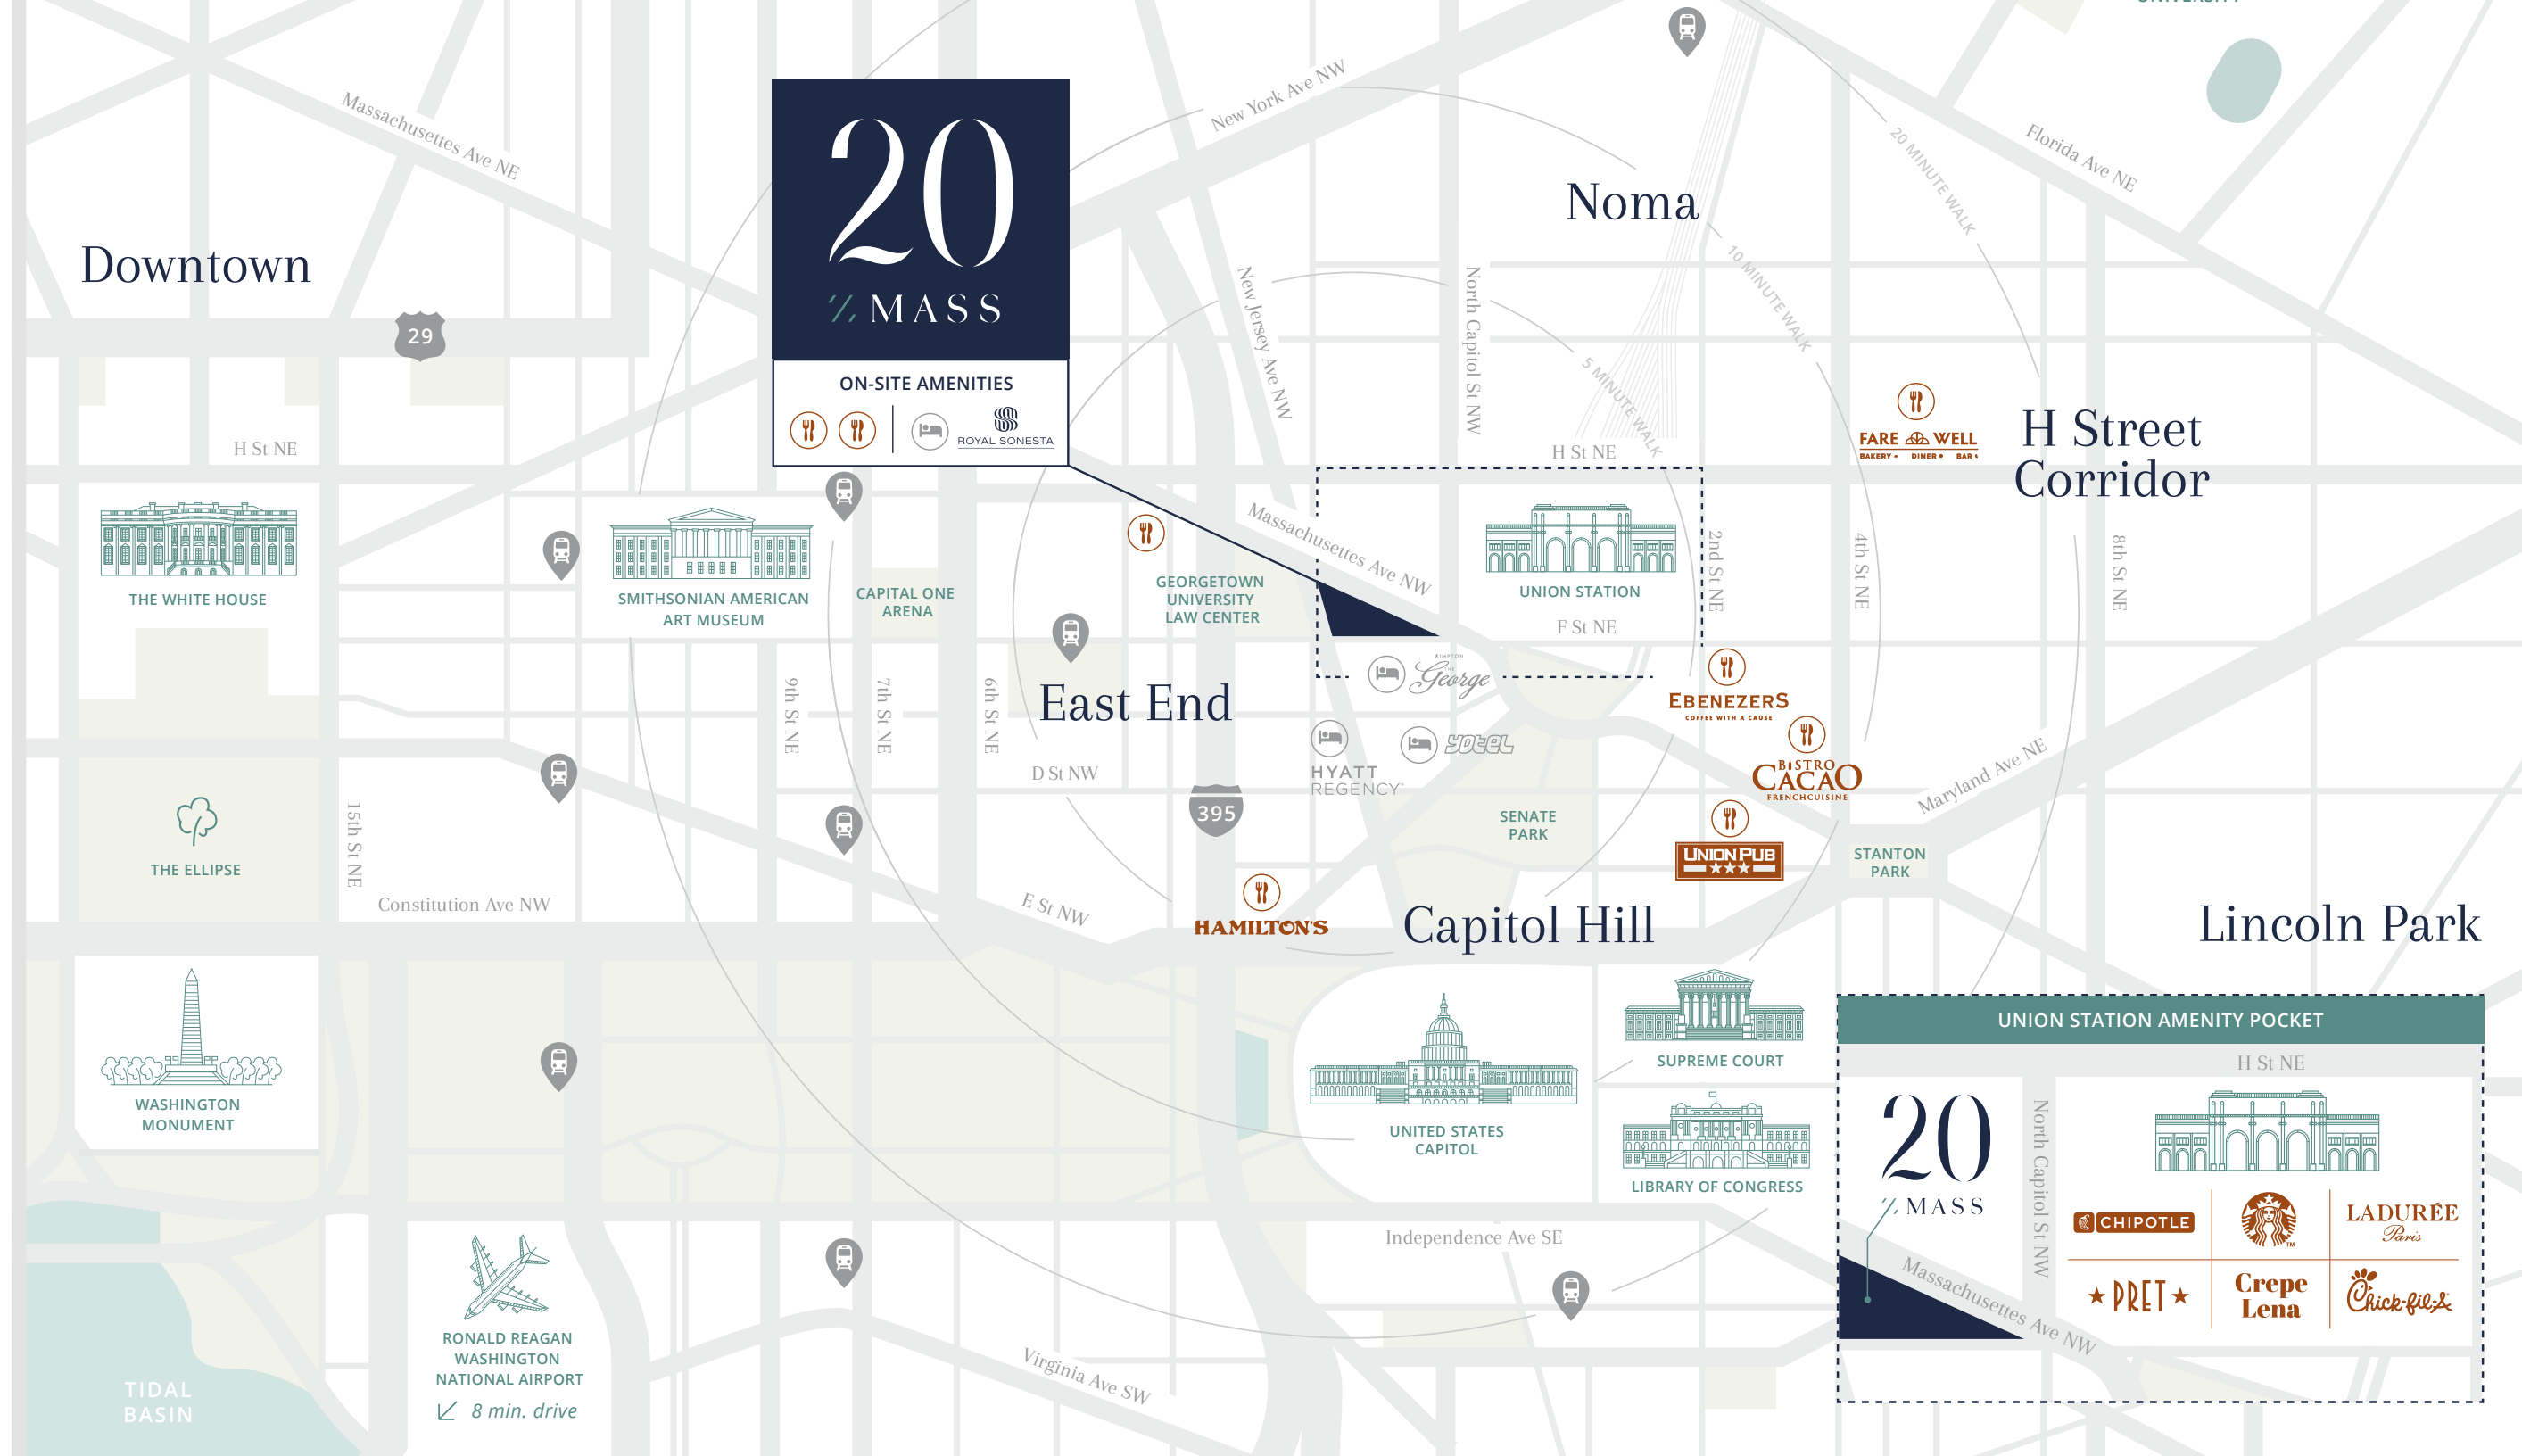 UNIVERSITY
Massachusetts Ave NE
New York Ave NW
Florida Ave NE
20 MINUTE WALK
Noma
Downtown
20
MASS
10 MINUTE WALK
New Jersey Ave NW
North Capitol St NW
29
5 MINUTE WALK
ON-SITE AMENITIES
ROYAL SONESTA
H St NE
H St NE
FARE WELL
BAKERY • DINER • BAR •
H Street
Corridor
Massachusetts Ave NW
THE WHITE HOUSE
SMITHSONIAN AMERICAN
ART MUSEUM
CAPITAL ONE
ARENA
GEORGETOWN
UNIVERSITY
LAW CENTER
UNION STATION
F St NE
2nd St NE
4th St NE
8th St NE
KIMPTON
THE
George
9th St NE
7th St NE
6th St NE
East End
EBENEZERS
COFFEE WITH A CAUSE
D St NW
HYATT
REGENCY
YOTEL
BISTRO
CACAO
FRENCH CUISINE
Maryland Ave NE
395
SENATE
PARK
UNION PUB
STANTON
PARK
15th St NE
THE ELLIPSE
Constitution Ave NW
E St NW
HAMILTON'S
Capitol Hill
Lincoln Park
WASHINGTON
MONUMENT
UNITED STATES
CAPITOL
SUPREME COURT
LIBRARY OF CONGRESS
Independence Ave SE
RONALD REAGAN
WASHINGTON
NATIONAL AIRPORT
8 min. drive
TIDAL
BASIN
Virginia Ave SW
UNION STATION AMENITY POCKET
H St NE
20
MASS
North Capitol St NW
Massachusetts Ave NW
CHIPOTLE
TM
LADURÉE
Paris
PRET
Crepe
Lena
Chick-fil-A